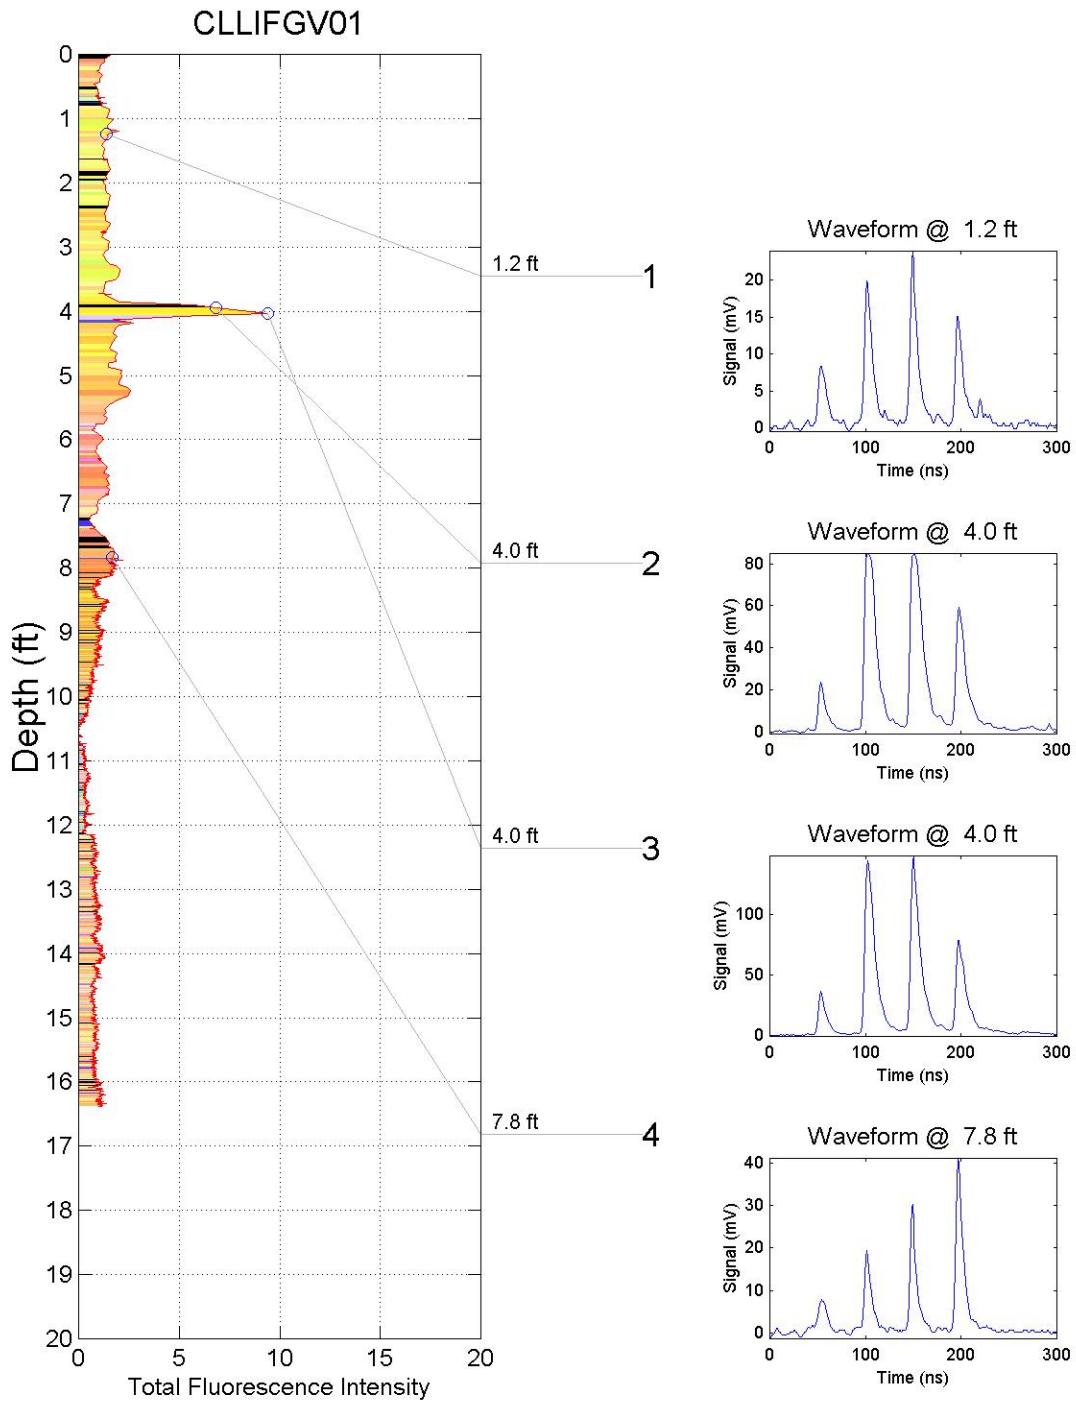 CLLIFGV01
0
1
2
3
4
5
6
7
8
9
10
11
12
13
14
15
16
17
18
19
20
Depth (ft)
0 5 10 15 20
Total Fluorescence Intensity
1.2 ft 1
4.0 ft 2
4.0 ft 3
7.8 ft 4
Waveform @ 1.2 ft
20
15
10
5
0
Signal (mV)
0 100 200 300
Time (ns)
Waveform @ 4.0 ft
80
60
40
20
0
Signal (mV)
0 100 200 300
Time (ns)
Waveform @ 4.0 ft
100
50
0
Signal (mV)
0 100 200 300
Time (ns)
Waveform @ 7.8 ft
40
30
20
10
0
Signal (mV)
0 100 200 300
Time (ns)